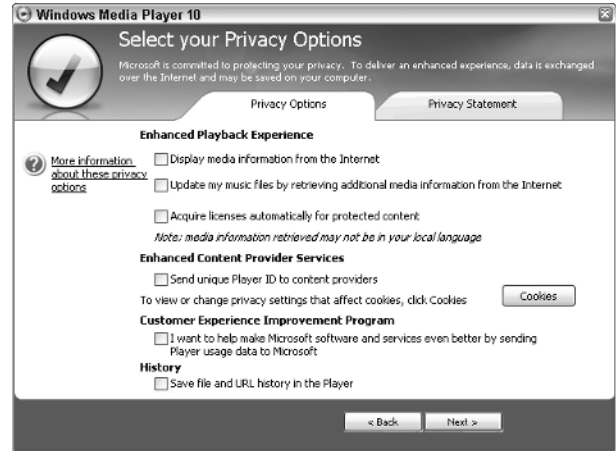 Windows Media Player 10
Select your Privacy Options
Microsoft is committed to protecting your privacy. To deliver an enhanced experience, data is exchanged
over the Internet and may be saved on your computer.
Privacy Options
Privacy Statement
Enhanced Playback Experience
More information
about these privacy
options
Display media information from the Internet
Update my music files by retrieving additional media information from the Internet
Acquire licenses automatically for protected content
Note: media information retrieved may not be in your local language
Enhanced Content Provider Services
Send unique Player ID to content providers
To view or change privacy settings that affect cookies, click Cookies
Cookies
Customer Experience Improvement Program
I want to help make Microsoft software and services even better by sending
Player usage data to Microsoft
History
Save file and URL history in the Player
< Back
Next >